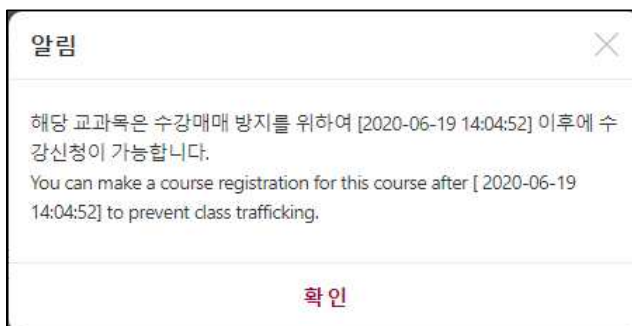 알림
해당 교과목은 수강매매 방지를 위하여 [2020-06-19 14:04:52] 이후에 수
강신청이 가능합니다.
You can make a course registration for this course after [ 2020-06-19
14:04:52] to prevent class trafficking.
확인